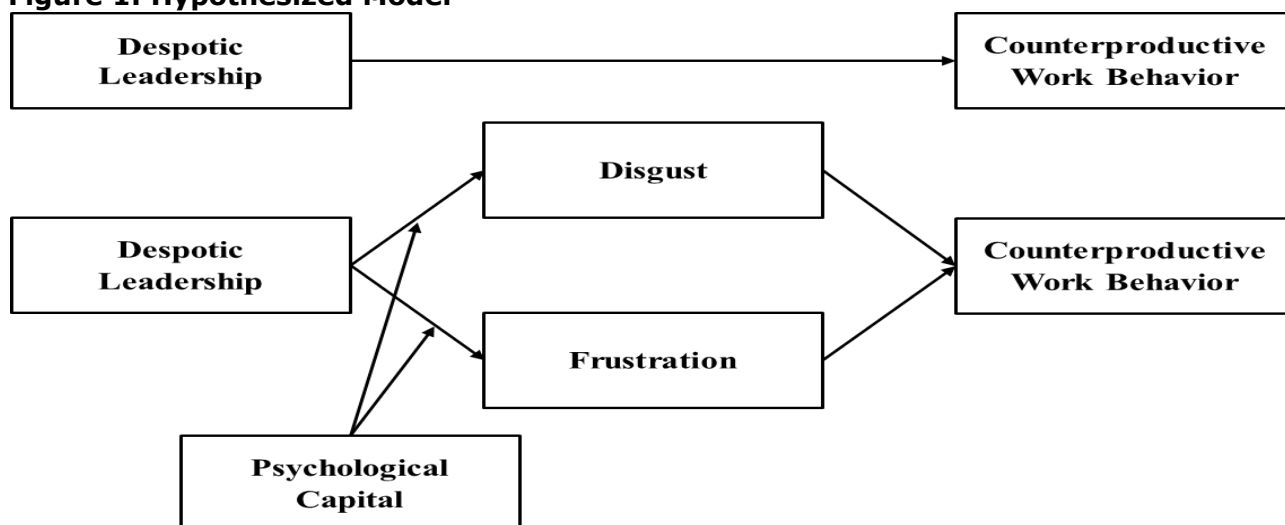 Figure 1: Hypothesized Model
Despotic
Leadership
Counterproductive
Work Behavior
Disgust
Despotic
Leadership
Counterproductive
Work Behavior
Frustration
Psychological
Capital